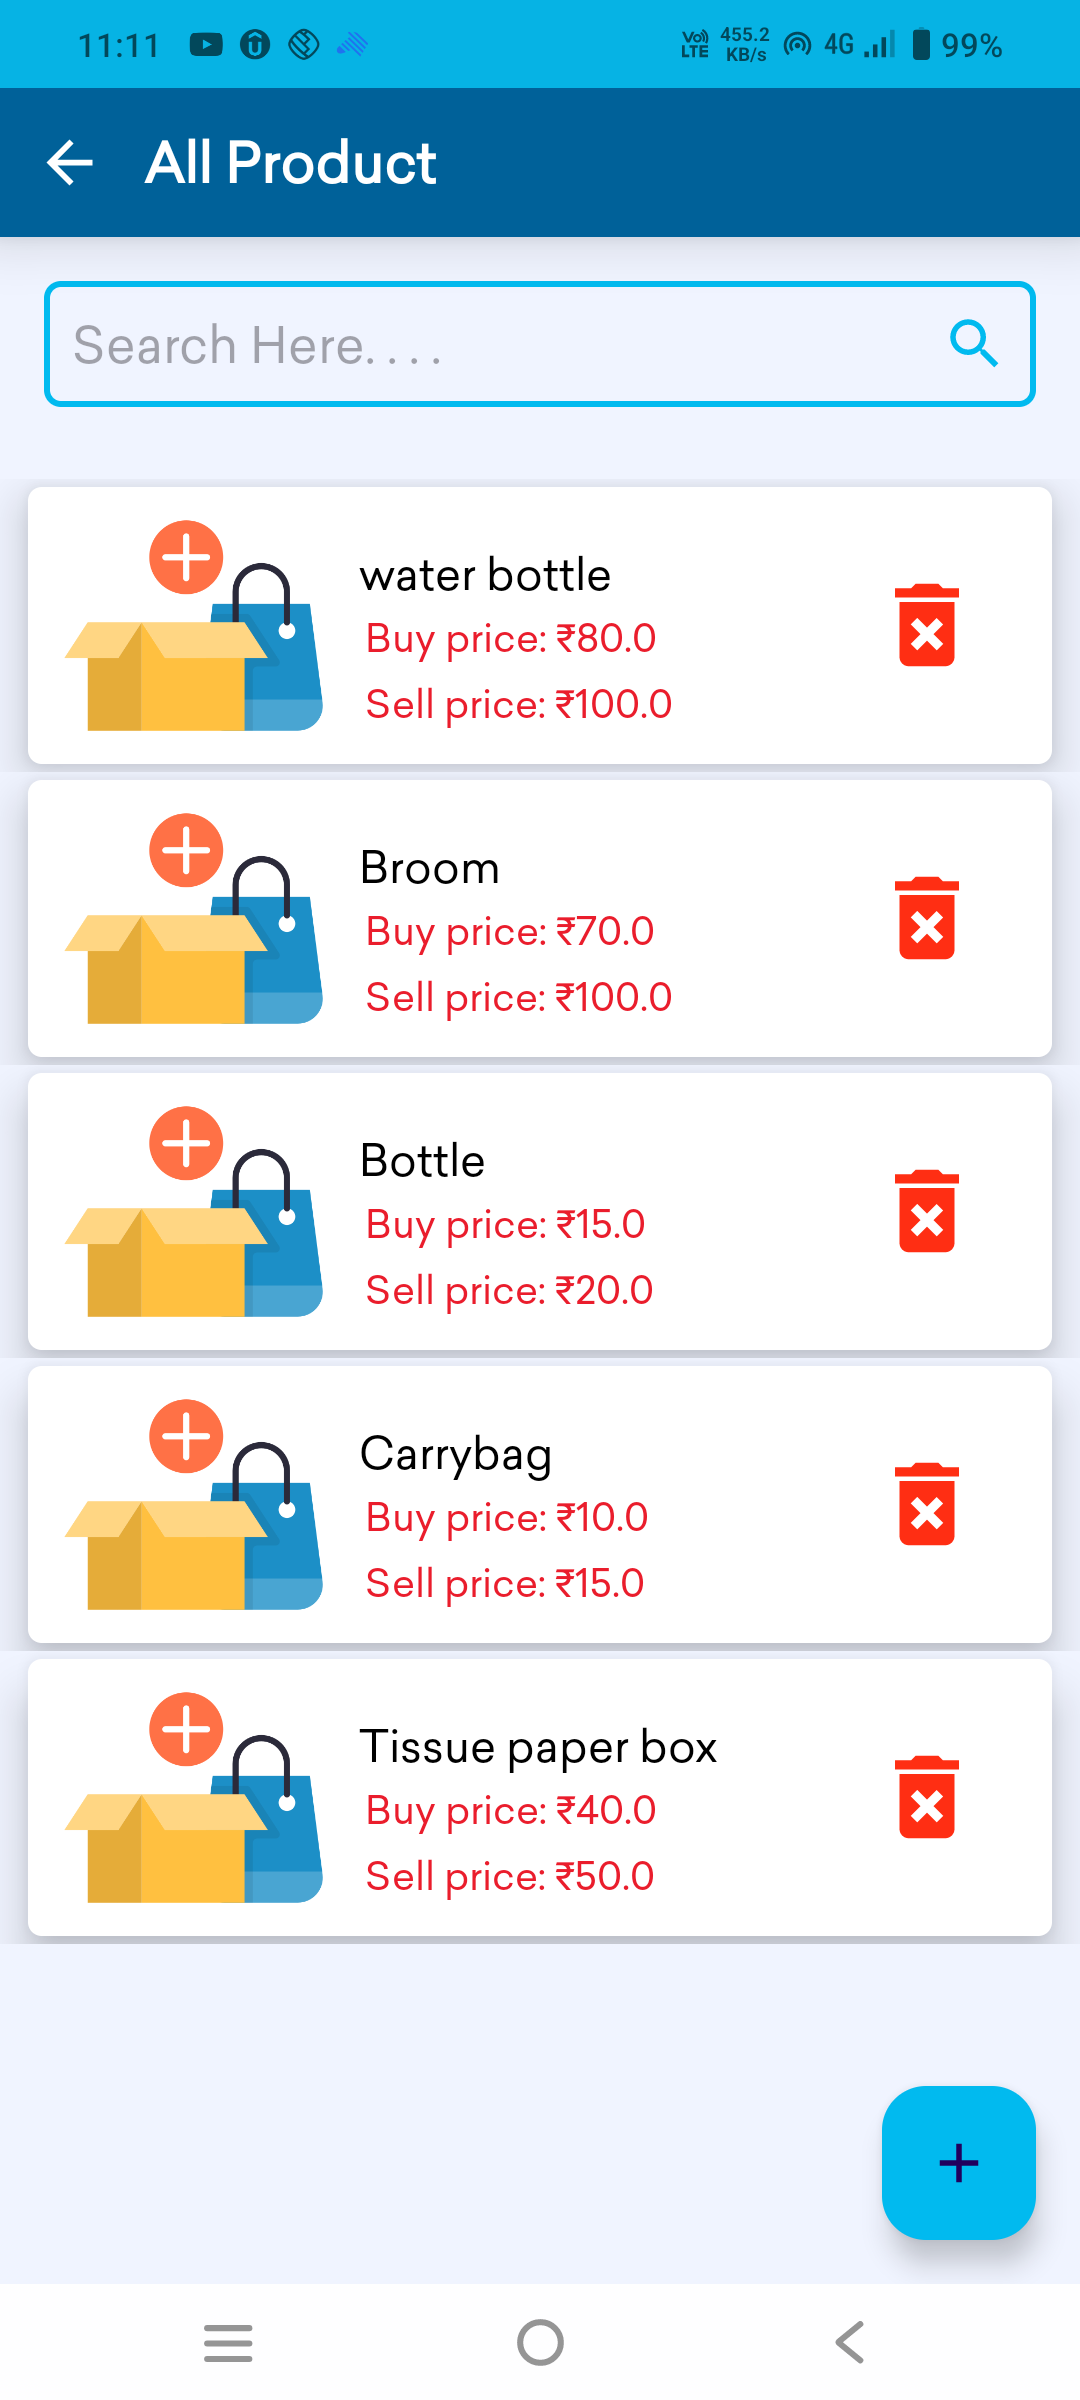 11:11
VoLTE 455.2 KB/s 4G 99%
All Product
Search Here. . . .
water bottle
Buy price: ₹80.0
Sell price: ₹100.0
Broom
Buy price: ₹70.0
Sell price: ₹100.0
Bottle
Buy price: ₹15.0
Sell price: ₹20.0
Carrybag
Buy price: ₹10.0
Sell price: ₹15.0
Tissue paper box
Buy price: ₹40.0
Sell price: ₹50.0